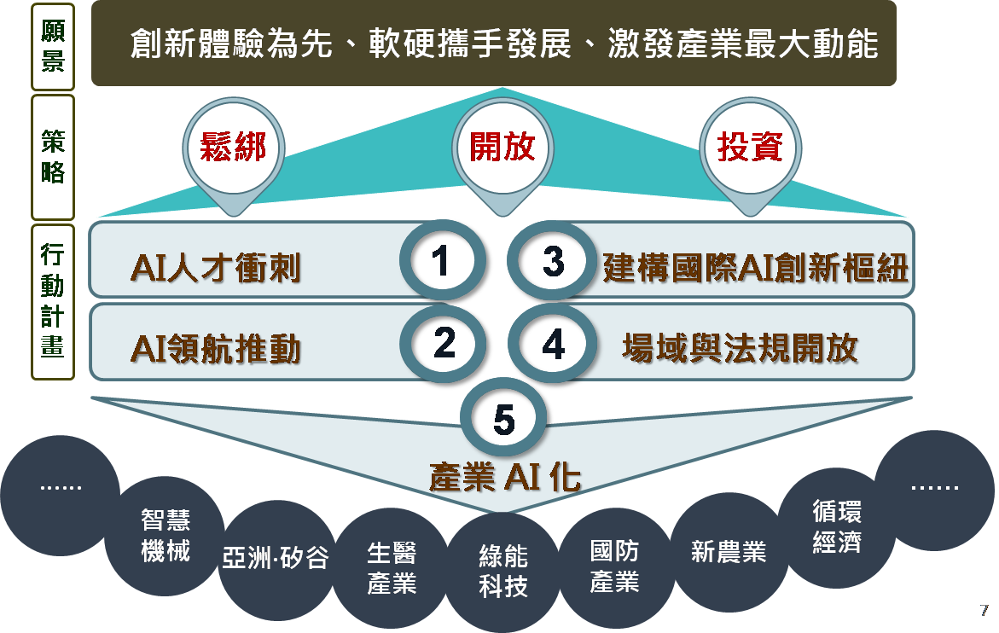 願景
創新體驗為先、軟硬攜手發展、激發產業最大動能
策略
鬆綁
開放
投資
行動計畫
AI人才衝刺
1
3
建構國際AI創新樞紐
AI領航推動
2
4
場域與法規開放
5
產業 AI 化
......
智慧
機械
亞洲·矽谷
生醫
產業
綠能
科技
國防
產業
新農業
循環
經濟
......
7